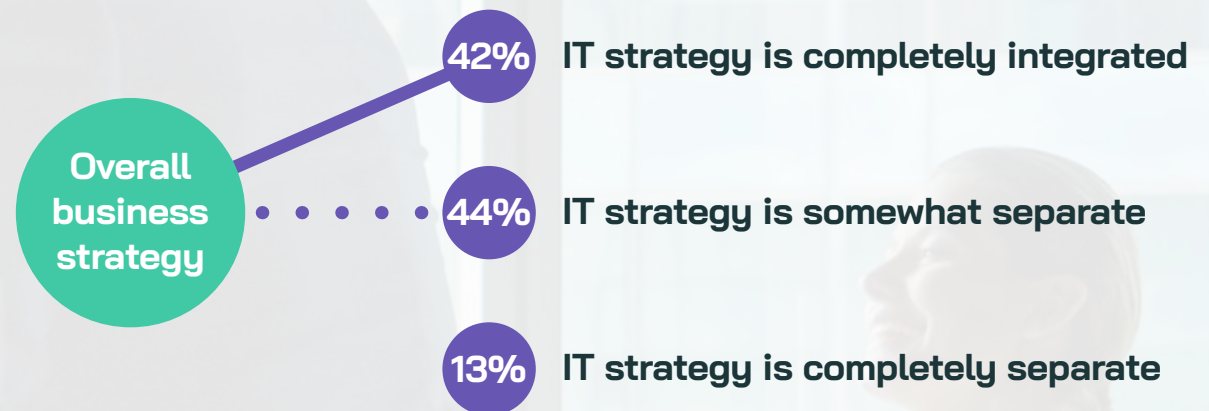 Overall
business
strategy
42% IT strategy is completely integrated
44% IT strategy is somewhat separate
13% IT strategy is completely separate